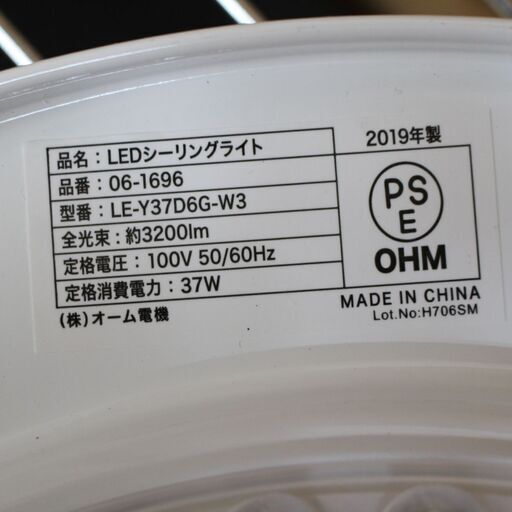 品名：LEDシーリングライト
品番：06-1696
型番：LE-Y37D6G-W3
全光束：約3200lm
定格電圧：100V 50/60Hz
定格消費電力：37W
(株)オーム電機
2019年製
PS
E
OHM
MADE IN CHINA
Lot.No:H706SM